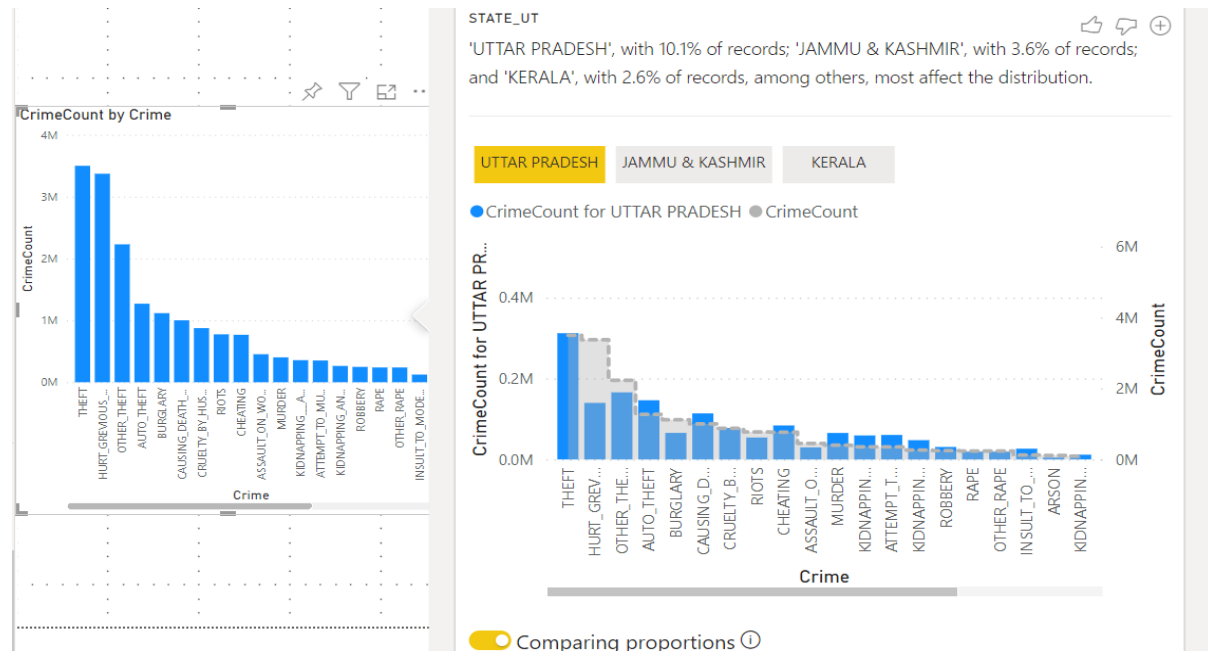 CrimeCount by Crime
4M
3M
2M
1M
0M
CrimeCount
THEFT
HURT_GREVIOUS_...
OTHER_THEFT
AUTO_THEFT
BURGLARY
CAUSING_DEATH_...
CRUELTY_BY_HUS...
RIOTS
CHEATING
ASSAULT_ON_WO...
MURDER
KIDNAPPING__A...
ATTEMPT_TO_MU...
KIDNAPPING_AN...
ROBBERY
RAPE
OTHER_RAPE
INSULT_TO_MODE...
Crime
STATE_UT
'UTTAR PRADESH', with 10.1% of records; 'JAMMU & KASHMIR', with 3.6% of records;
and 'KERALA', with 2.6% of records, among others, most affect the distribution.
UTTAR PRADESH
JAMMU & KASHMIR
KERALA
CrimeCount for UTTAR PRADESH
CrimeCount
CrimeCount for UTTAR PR...
0.4M
0.2M
0.0M
6M
4M
2M
0M
CrimeCount
THEFT
HURT_GREV...
OTHER_THE...
AUTO_THEFT
BURGLARY
CAUSING_D...
CRUELTY_B...
RIOTS
CHEATING
ASSAULT_O...
MURDER
KIDNAPPIN...
ATTEMPT_T...
KIDNAPPIN...
ROBBERY
RAPE
OTHER_RAPE
INSULT_TO_...
ARSON
KIDNAPPIN...
Crime
Comparing proportions